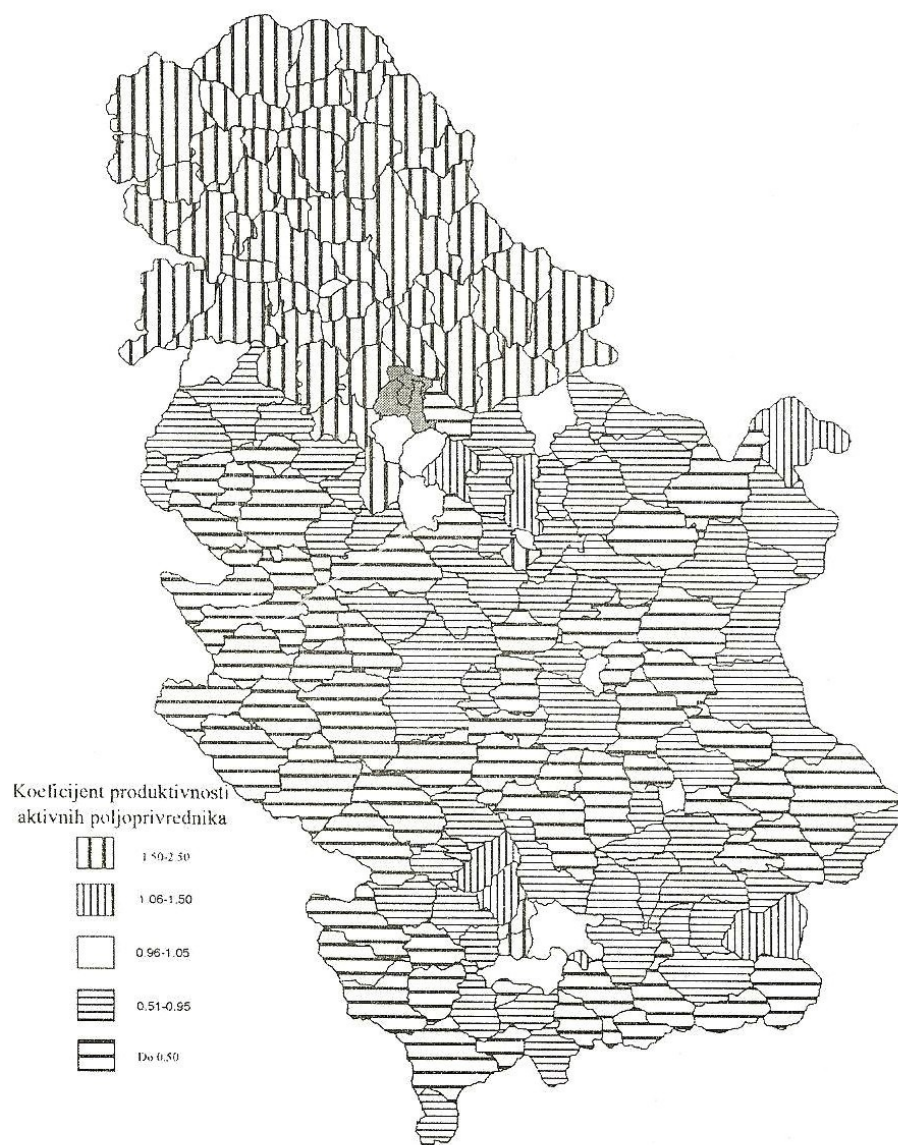 Koeficijent produktivnosti
aktivnih poljoprivrednika
1.50-2.50
1.06-1.50
0.96-1.05
0.51-0.95
Do 0.50